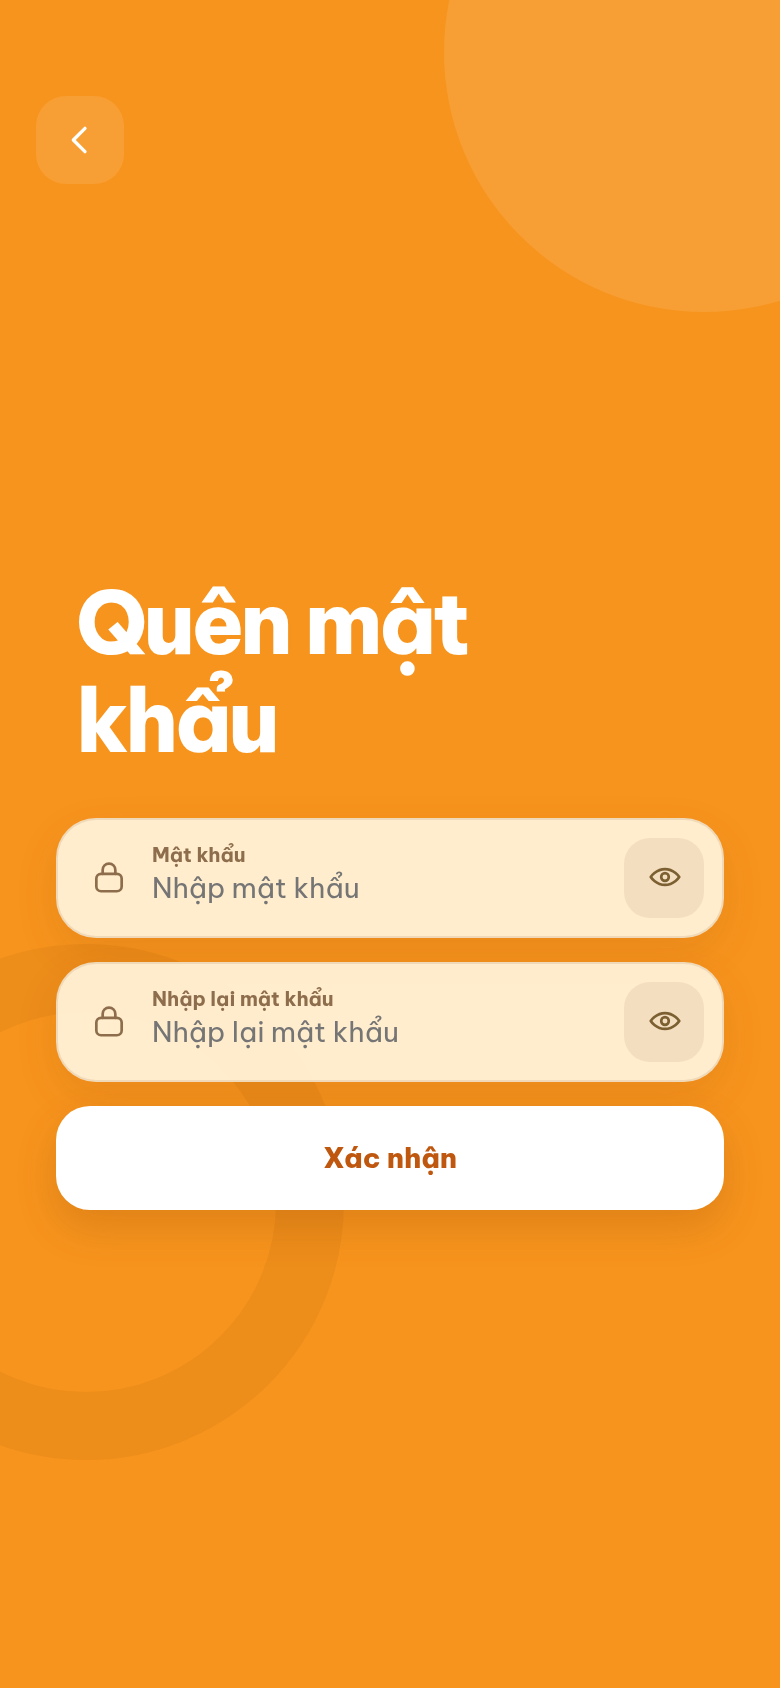 Quên mật
khẩu
Mật khẩu
Nhập mật khẩu
Nhập lại mật khẩu
Nhập lại mật khẩu
Xác nhận